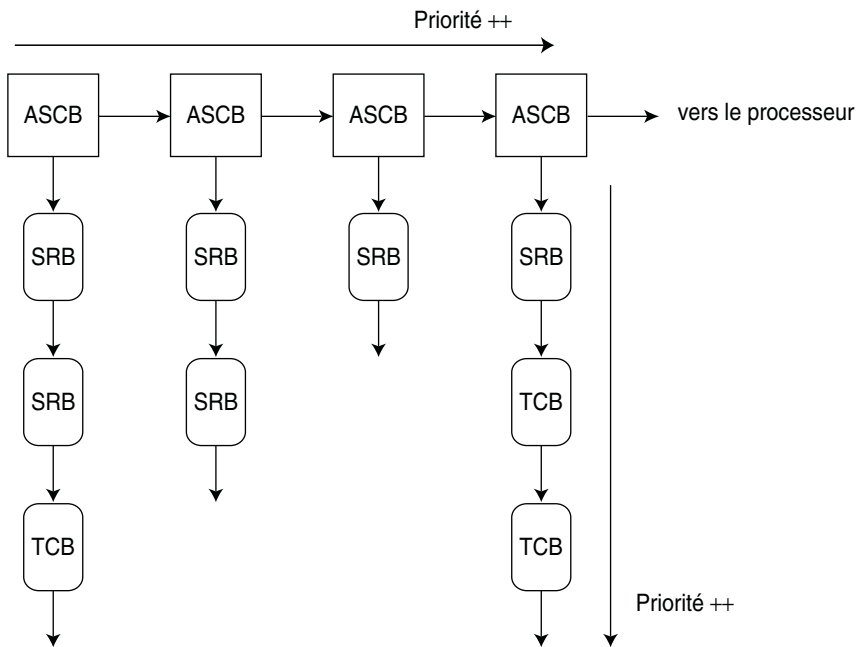 Priorité ++
ASCB ASCB ASCB ASCB vers le processeur
SRB SRB SRB SRB
SRB SRB TCB
TCB TCB
Priorité ++